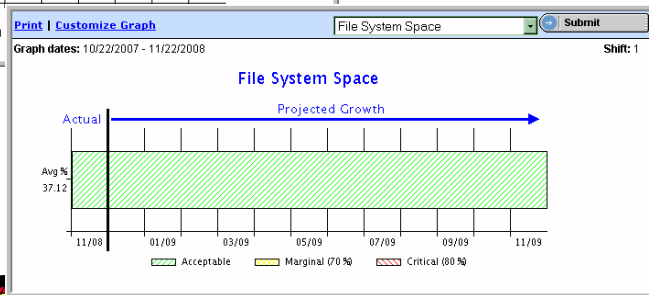 Print | Customize Graph
File System Space
Submit
Graph dates: 10/22/2007 - 11/22/2008
Shift: 1
File System Space
Projected Growth
Actual
Avg %
37.12
11/08 01/09 03/09 05/09 07/09 09/09 11/09
Acceptable Marginal (70 %) Critical (80 %)